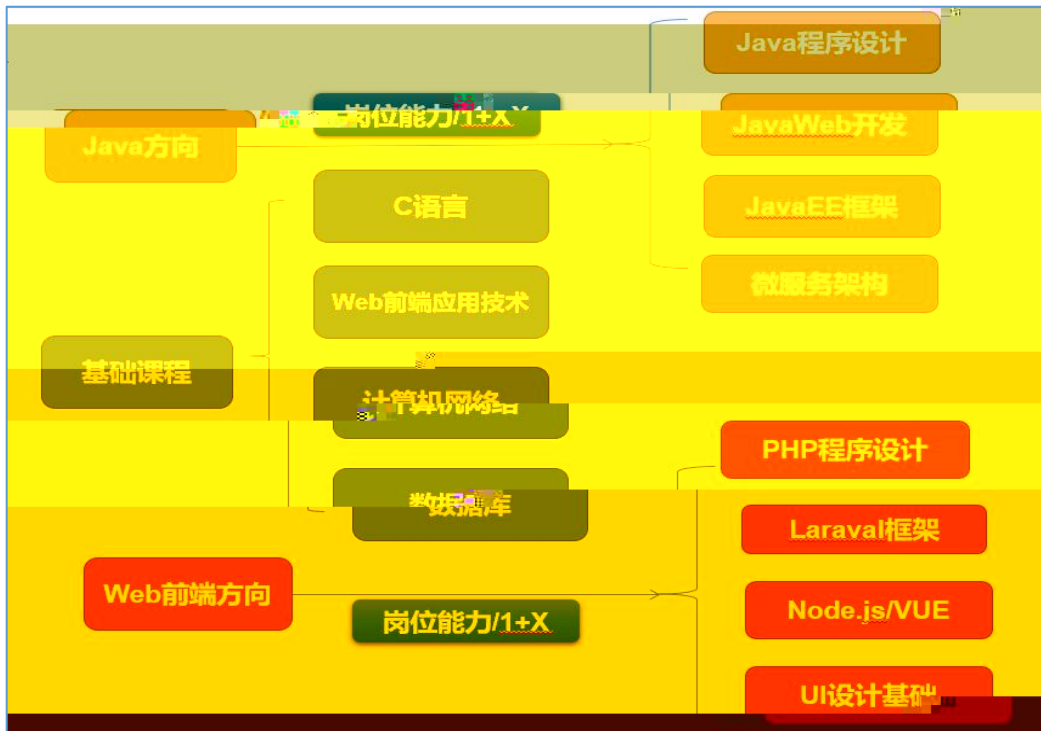 Java程序设计
岗位能力/1+X
JavaWeb开发
Java方向
C语言
JavaEE框架
微服务架构
Web前端应用技术
基础课程
计算机网络
PHP程序设计
数据库
Laraval框架
Web前端方向
Node.js/VUE
岗位能力/1+X
UI设计基础